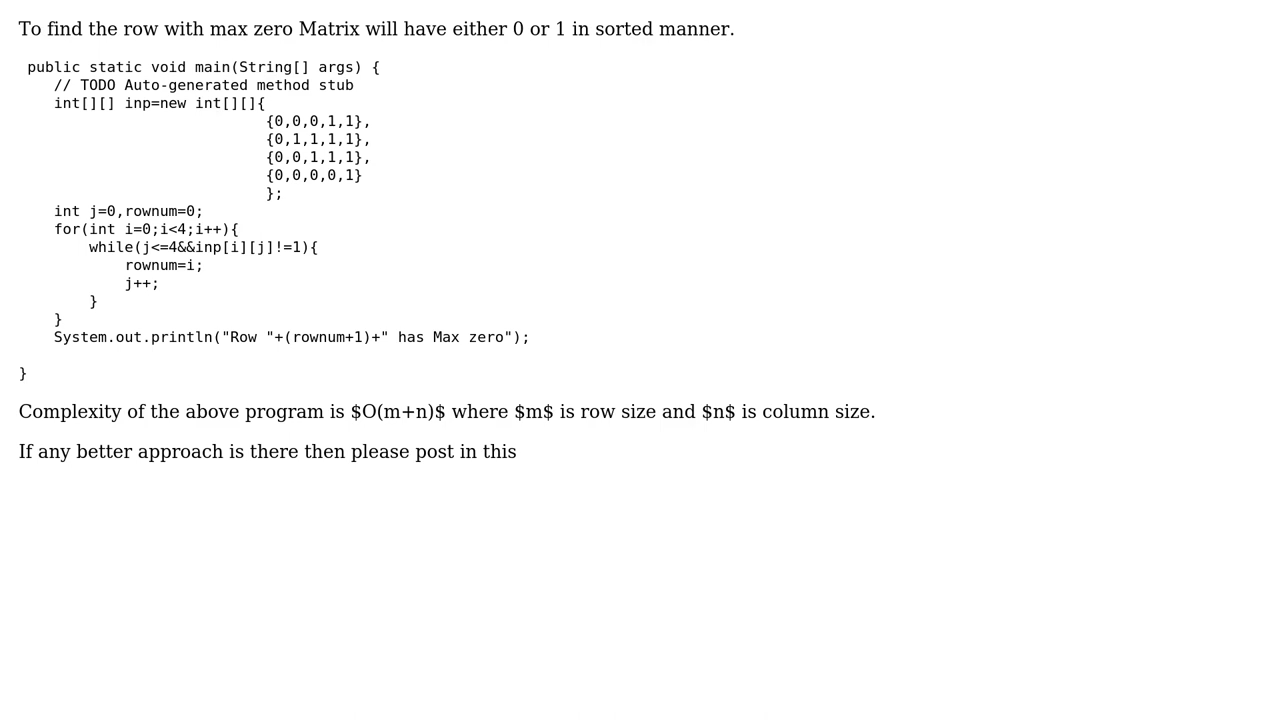 To find the row with max zero Matrix will have either 0 or 1 in sorted manner.
public static void main(String[] args) {
// TODO Auto-generated method stub
int[][] inp=new int[][]{
{0,0,0,1,1},
{0,1,1,1,1},
{0,0,1,1,1},
{0,0,0,0,1}
};
int j=0,rownum=0;
for(int i=0;i<4;i++){
while(j<=4&&inp[i][j]!=1){
rownum=i;
j++;
}
}
System.out.println("Row "+(rownum+1)+" has Max zero");
}
Complexity of the above program is $O(m+n)$ where $m$ is row size and $n$ is column size.
If any better approach is there then please post in this